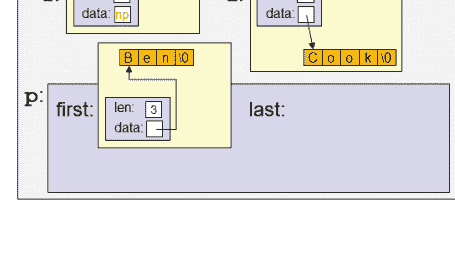 data: np
data:
B e n \0
C o o k \0
p:
first:
len: 3
data:
last: